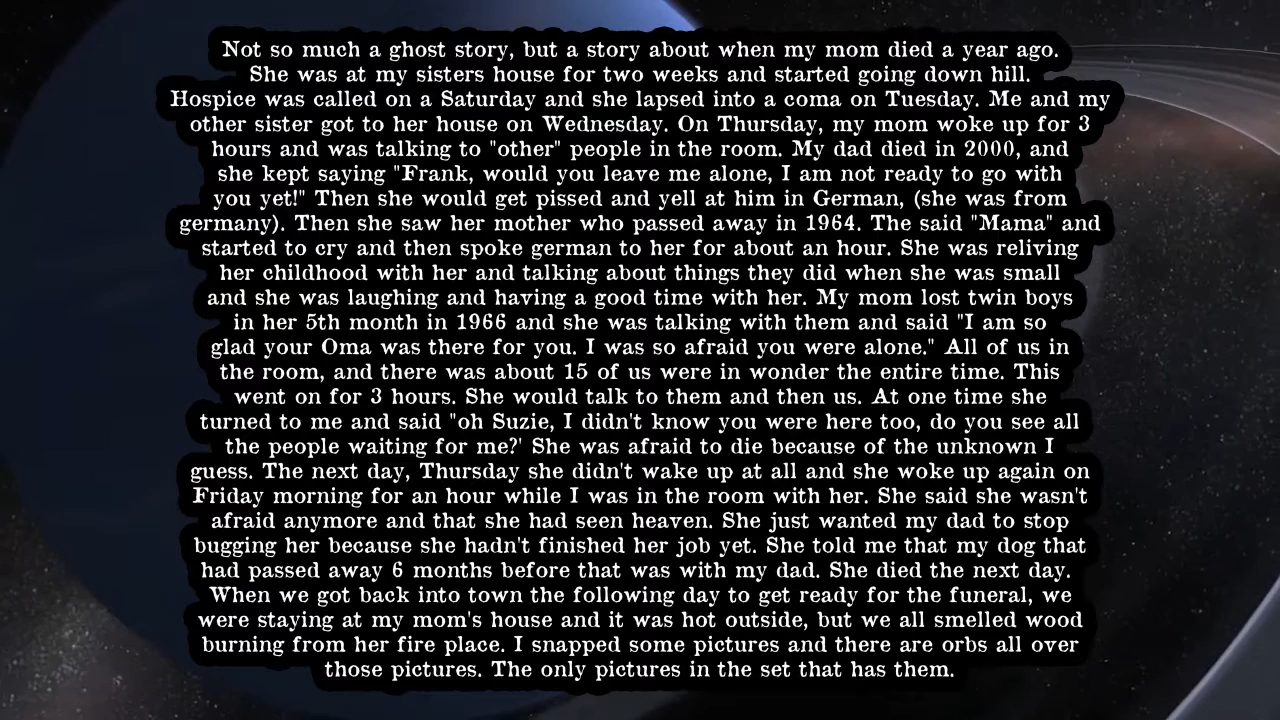 Not so much a ghost story, but a story about when my mom died a year ago.
She was at my sisters house for two weeks and started going down hill.
Hospice was called on a Saturday and she lapsed into a coma on Tuesday. Me and my
other sister got to her house on Wednesday. On Thursday, my mom woke up for 3
hours and was talking to "other" people in the room. My dad died in 2000, and
she kept saying "Frank, would you leave me alone, I am not ready to go with
you yet!" Then she would get pissed and yell at him in German, (she was from
germany). Then she saw her mother who passed away in 1964. The said "Mama" and
started to cry and then spoke german to her for about an hour. She was reliving
her childhood with her and talking about things they did when she was small
and she was laughing and having a good time with her. My mom lost twin boys
in her 5th month in 1966 and she was talking with them and said "I am so
glad your Oma was there for you. I was so afraid you were alone." All of us in
the room, and there was about 15 of us were in wonder the entire time. This
went on for 3 hours. She would talk to them and then us. At one time she
turned to me and said "oh Suzie, I didn't know you were here too, do you see all
the people waiting for me?' She was afraid to die because of the unknown I
guess. The next day, Thursday she didn't wake up at all and she woke up again on
Friday morning for an hour while I was in the room with her. She said she wasn't
afraid anymore and that she had seen heaven. She just wanted my dad to stop
bugging her because she hadn't finished her job yet. She told me that my dog that
had passed away 6 months before that was with my dad. She died the next day.
When we got back into town the following day to get ready for the funeral, we
were staying at my mom's house and it was hot outside, but we all smelled wood
burning from her fire place. I snapped some pictures and there are orbs all over
those pictures. The only pictures in the set that has them.